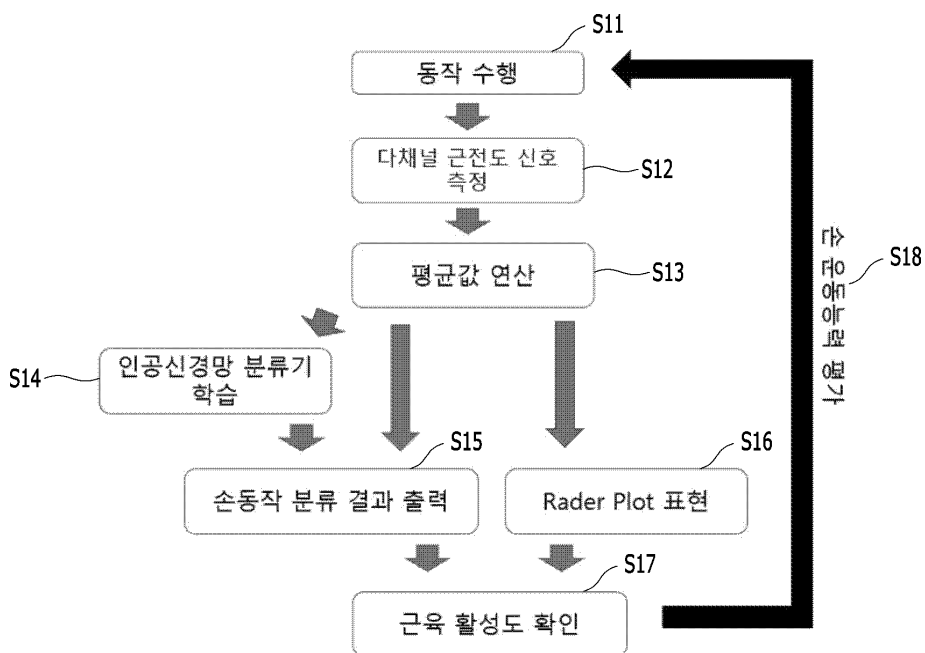 S11
동작 수행
다채널 근전도 신호
측정
S12
평균값 연산
S13
손 운동능력 평가
S18
인공신경망 분류기
학습
S14
S15
S16
손동작 분류 결과 출력
Rader Plot 표현
S17
근육 활성도 확인